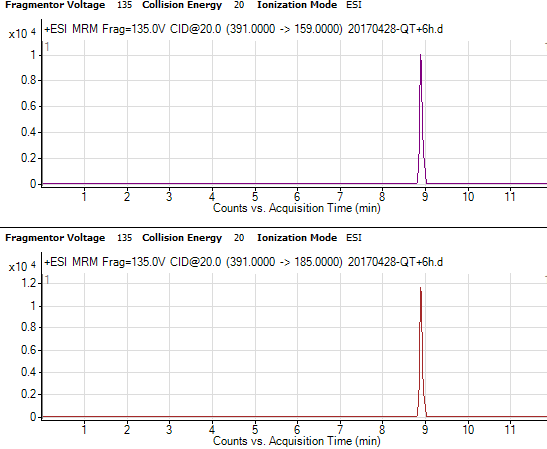 Fragmentor Voltage 135 Collision Energy 20 Ionization Mode ESI
x10 4 +ESI MRM Frag=135.0V CID@20.0 (391.0000 -> 159.0000) 20170428-QT+6h.d
1
1
0.8
0.6
0.4
0.2
0
1 2 3 4 5 6 7 8 9 10 11
Counts vs. Acquisition Time (min)
Fragmentor Voltage 135 Collision Energy 20 Ionization Mode ESI
x10 4 +ESI MRM Frag=135.0V CID@20.0 (391.0000 -> 185.0000) 20170428-QT+6h.d
1
1.2
1
0.8
0.6
0.4
0.2
0
1 2 3 4 5 6 7 8 9 10 11
Counts vs. Acquisition Time (min)